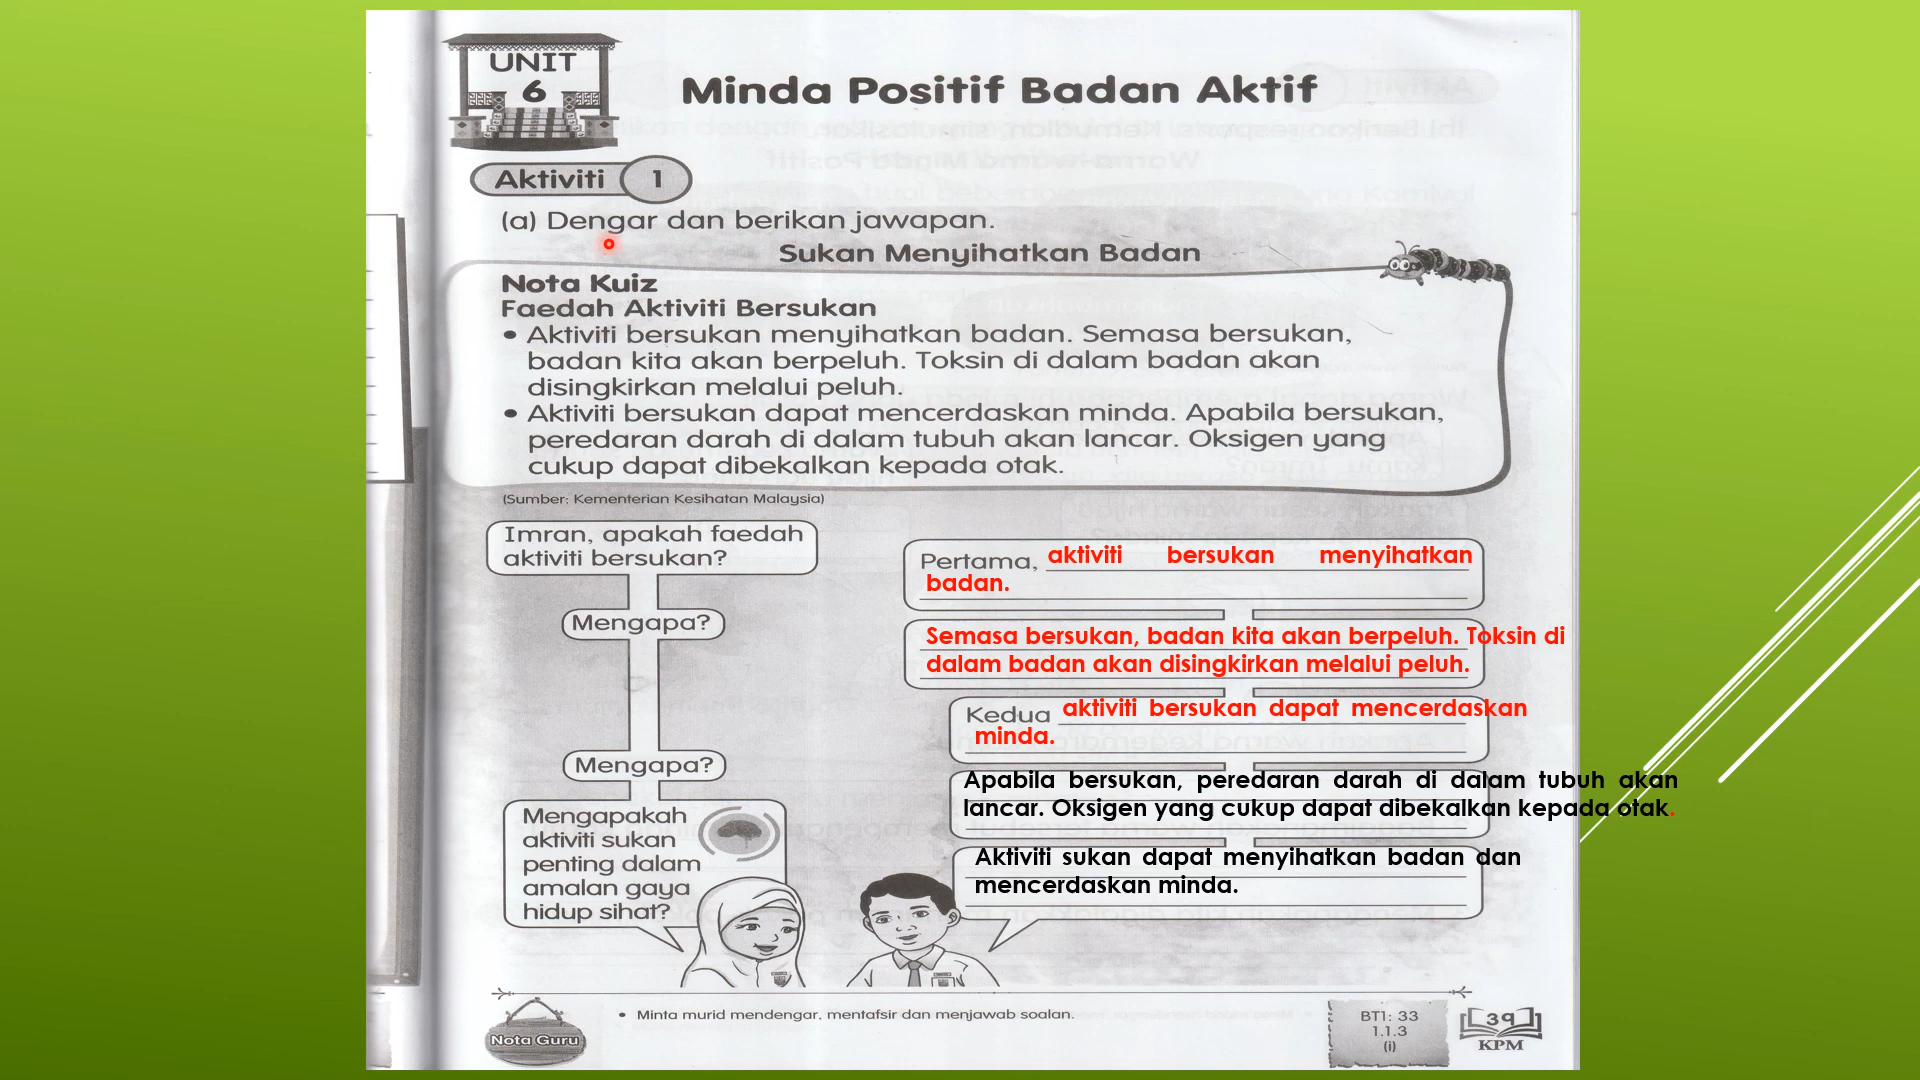 UNIT
6
Minda Positif Badan Aktif
Aktiviti 1
(a) Dengar dan berikan jawapan.
Sukan Menyihatkan Badan
Nota Kuiz
Faedah Aktiviti Bersukan
• Aktiviti bersukan menyihatkan badan. Semasa bersukan,
badan kita akan berpeluh. Toksin di dalam badan akan
disingkirkan melalui peluh.
• Aktiviti bersukan dapat mencerdaskan minda. Apabila bersukan,
peredaran darah di dalam tubuh akan lancar. Oksigen yang
cukup dapat dibekalkan kepada otak.
(Sumber: Kementerian Kesihatan Malaysia)
Imran, apakah faedah
aktiviti bersukan?
Pertama, aktiviti bersukan menyihatkan
badan.
Mengapa?
Semasa bersukan, badan kita akan berpeluh. Toksin di
dalam badan akan disingkirkan melalui peluh.
Kedua aktiviti bersukan dapat mencerdaskan
minda.
Mengapa?
Apabila bersukan, peredaran darah di dalam tubuh akan
lancar. Oksigen yang cukup dapat dibekalkan kepada otak.
Mengapakah
aktiviti sukan
penting dalam
amalan gaya
hidup sihat?
Aktiviti sukan dapat menyihatkan badan dan
mencerdaskan minda.
Nota Guru
• Minta murid mendengar, mentafsir dan menjawab soalan.
BT1: 33
1.1.3
(i)
39
KPM